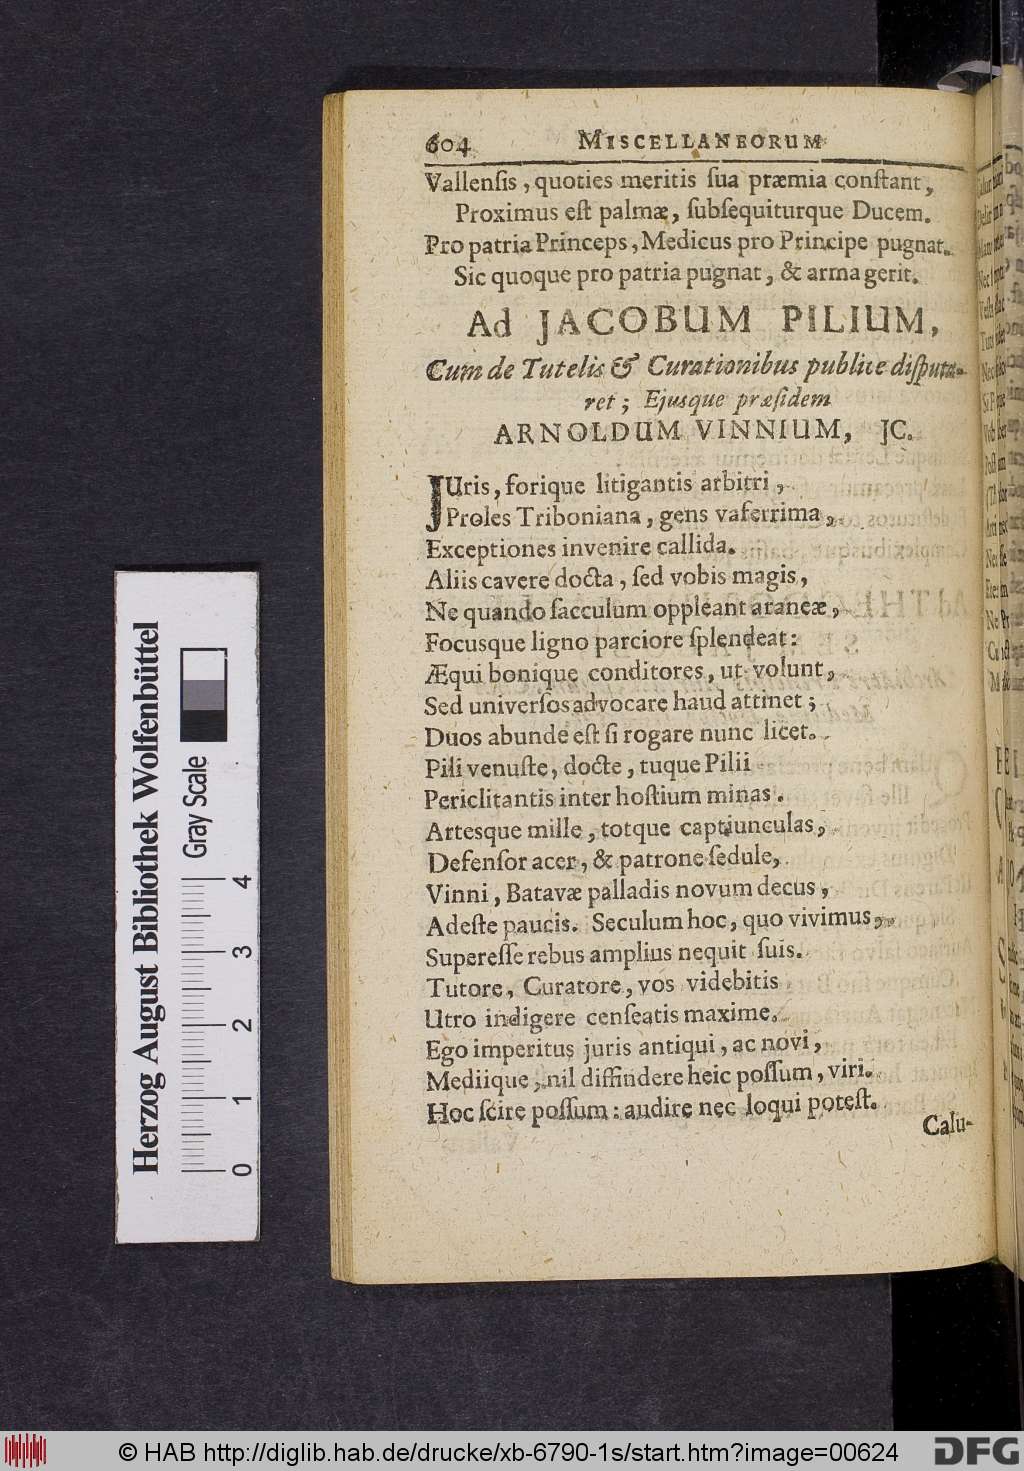 604 MISCELLANEORUM
Vallenſis, quoties meritis ſua præmia conſtant,
Proximus eſt palmæ, ſubſequiturque Ducem.
Pro patria Princeps, Medicus pro Principe pugnat.
Sic quoque pro patria pugnat, & arma gerit.
Ad JACOBUM PILIUM,
Cum de Tutelis & Curationibus publice diſputa-
ret; Ejusque præſidem
ARNOLDUM VINNIUM, JC.
JUris, forique litigantis arbitri,
Proles Triboniana, gens vaferrima,
Exceptiones invenire callida.
Aliis cavere docta, ſed vobis magis,
Ne quando ſacculum oppleant araneæ,
Focusque ligno parciore ſplendeat:
Æqui bonique conditores, ut volunt,
Sed univerſos advocare haud attinet;
Duos abunde eſt ſi rogare nunc licet.
Pili venuſte, docte, tuque Pilii
Periclitantis inter hoſtium minas.
Artesque mille, totque captiunculas,
Defenſor acer, & patrone ſedule,
Vinni, Batavæ palladis novum decus,
Adeſte paucis. Seculum hoc, quo vivimus,
Supereſſe rebus amplius nequit ſuis.
Tutore, Curatore, vos videbitis
Utro indigere cenſeatis maxime.
Ego imperitus juris antiqui, ac novi,
Mediique, nil diffindere heic poſſum, viri.
Hoc ſcire poſſum: audire nec loqui poteſt.
Calu-
Herzog August Bibliothek Wolfenbüttel
Gray Scale
0 1 2 3 4
© HAB http://diglib.hab.de/drucke/xb-6790-1s/start.htm?image=00624
DFG